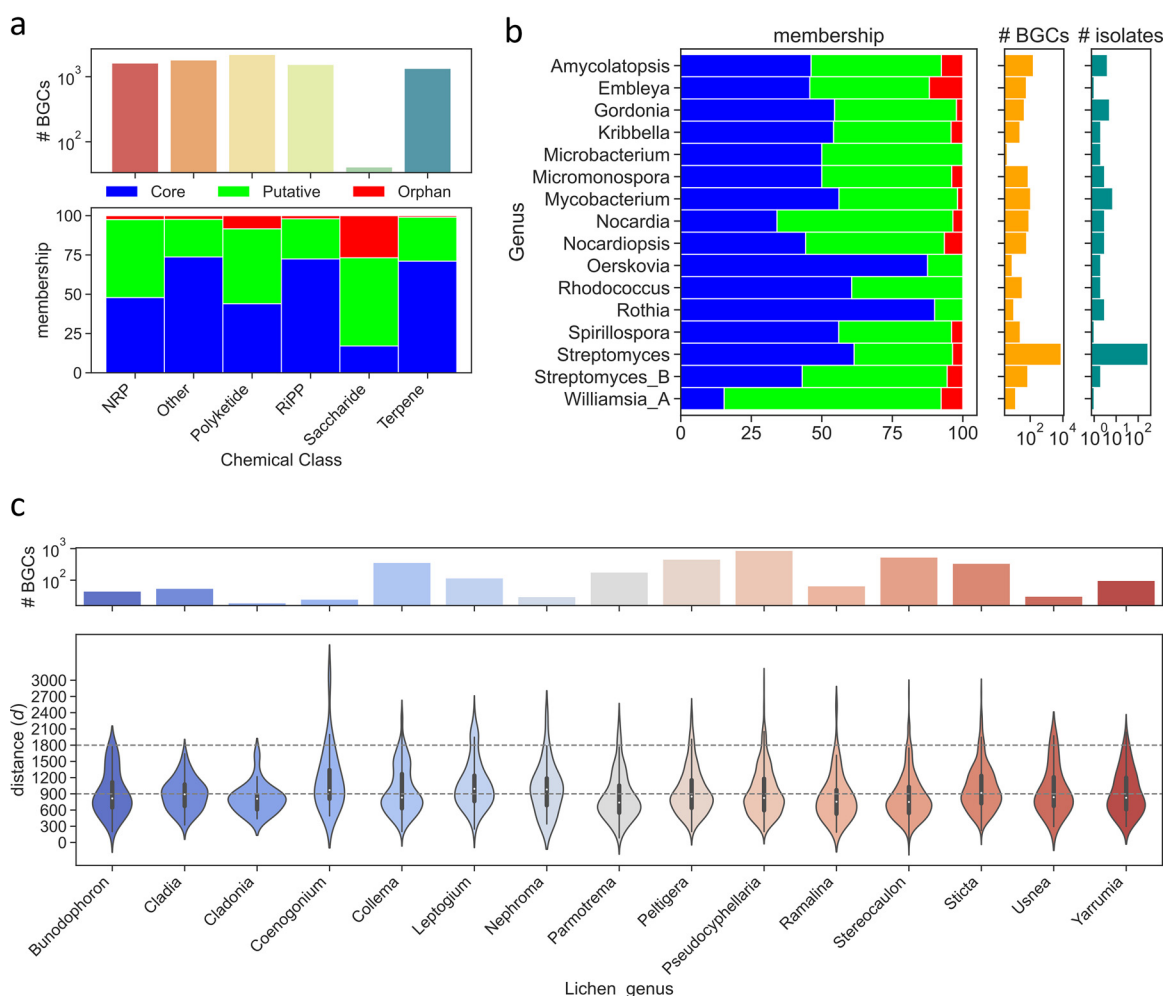 a
# BGCs
10³
10²
Core Putative Orphan
membership
100
75
50
25
0
NRP Other Polyketide RiPP Saccharide Terpene
Chemical Class
b
membership # BGCs # isolates
Genus
Amycolatopsis
Embleya
Gordonia
Kribbella
Microbacterium
Micromonospora
Mycobacterium
Nocardia
Nocardiopsis
Oerskovia
Rhodococcus
Rothia
Spirillospora
Streptomyces
Streptomyces_B
Williamsia_A
0 25 50 75 100 10² 10⁴ 10⁰ 10¹ 10²
c
# BGCs
10³
10²
distance (d)
3000
2700
2400
2100
1800
1500
1200
900
600
300
0
Bunodophoron Cladia Cladonia Coenogonium Collema Leptogium Nephroma Parmotrema Peltigera Pseudocyphellaria Ramalina Stereocaulon Sticta Usnea Yarrumia
Lichen_genus